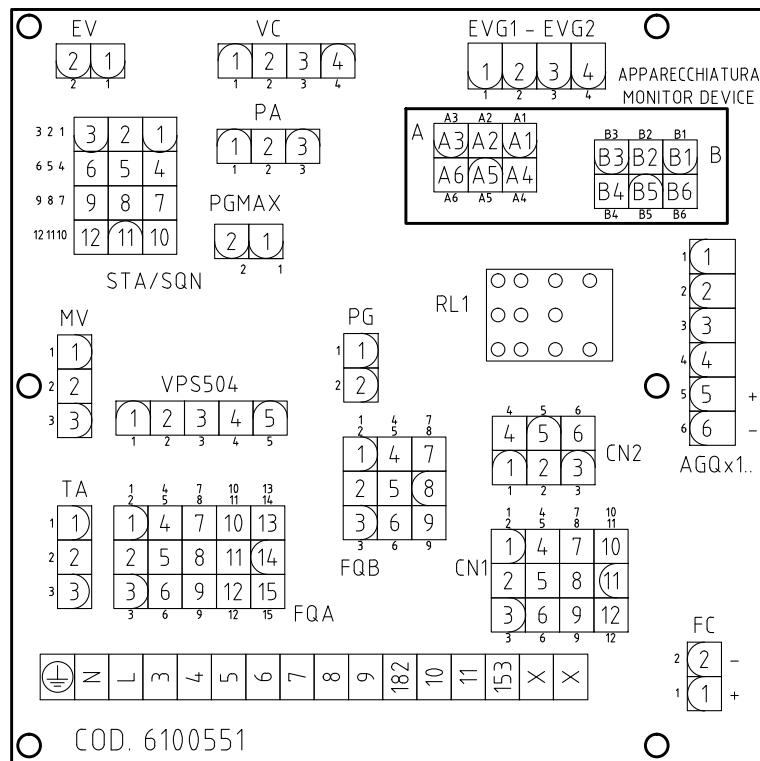 EV
2 1
2 1
VC
1 2 3 4
1 2 3 4
EVG1 - EVG2
1 2 3 4
1 2 3 4
APPARECCHIATURA
MONITOR DEVICE
PA
1 2 3
1 2 3
A
A3 A2 A1
A3 A2 A1
A6 A5 A4
A6 A5 A4
B3 B2 B1
B3 B2 B1
B4 B5 B6
B4 B5 B6
B
3 2 1 3 2 1
6 5 4 6 5 4
9 8 7 9 8 7
12 11 10 12 11 10
STA/SQN
PGMAX
2 1
2 1
RL1
1 1
2 2
3 3
4 4
5 5 +
6 6 -
AGQx1..
MV
1 1
2 2
3 3
VPS504
1 2 3 4 5
1 2 3 4 5
PG
1 1
2 2
4 5 6
4 5 6
1 2 3
1 2 3
CN2
TA
1 1
2 2
3 3
1 4 7 10 13
2 5 8 11 14
1 4 7 10 13
2 5 8 11 14
3 6 9 12 15
3 6 9 12 15
FQA
1 4 7
2 5 8
1 4 7
2 5 8
3 6 9
3 6 9
FQB
1 4 7 10
2 5 8 11
1 4 7 10
2 5 8 11
3 6 9 12
3 6 9 12
CN1
FC
2 2 -
1 1 +
N L 3 4 5 6 7 8 9 182 10 11 153 X X
COD. 6100551